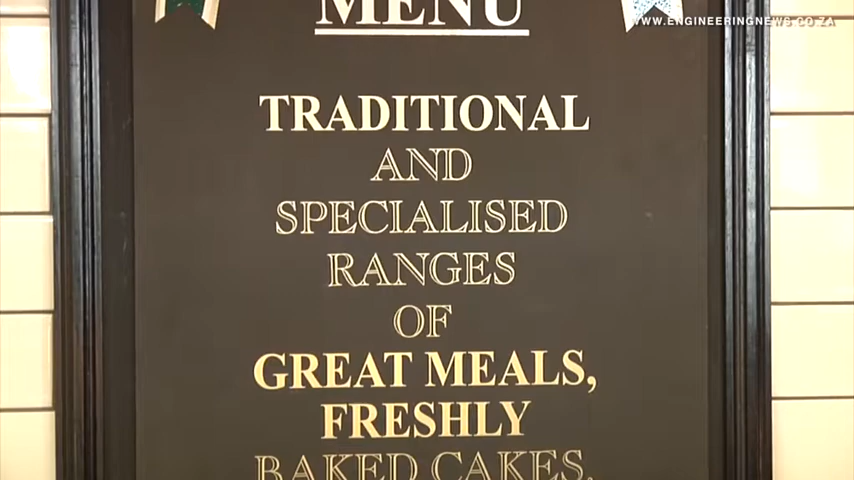 WWW.ENGINEERINGNEWS.CO.ZA
MENU
TRADITIONAL
AND
SPECIALISED
RANGES
OF
GREAT MEALS,
FRESHLY
BAKED CAKES,